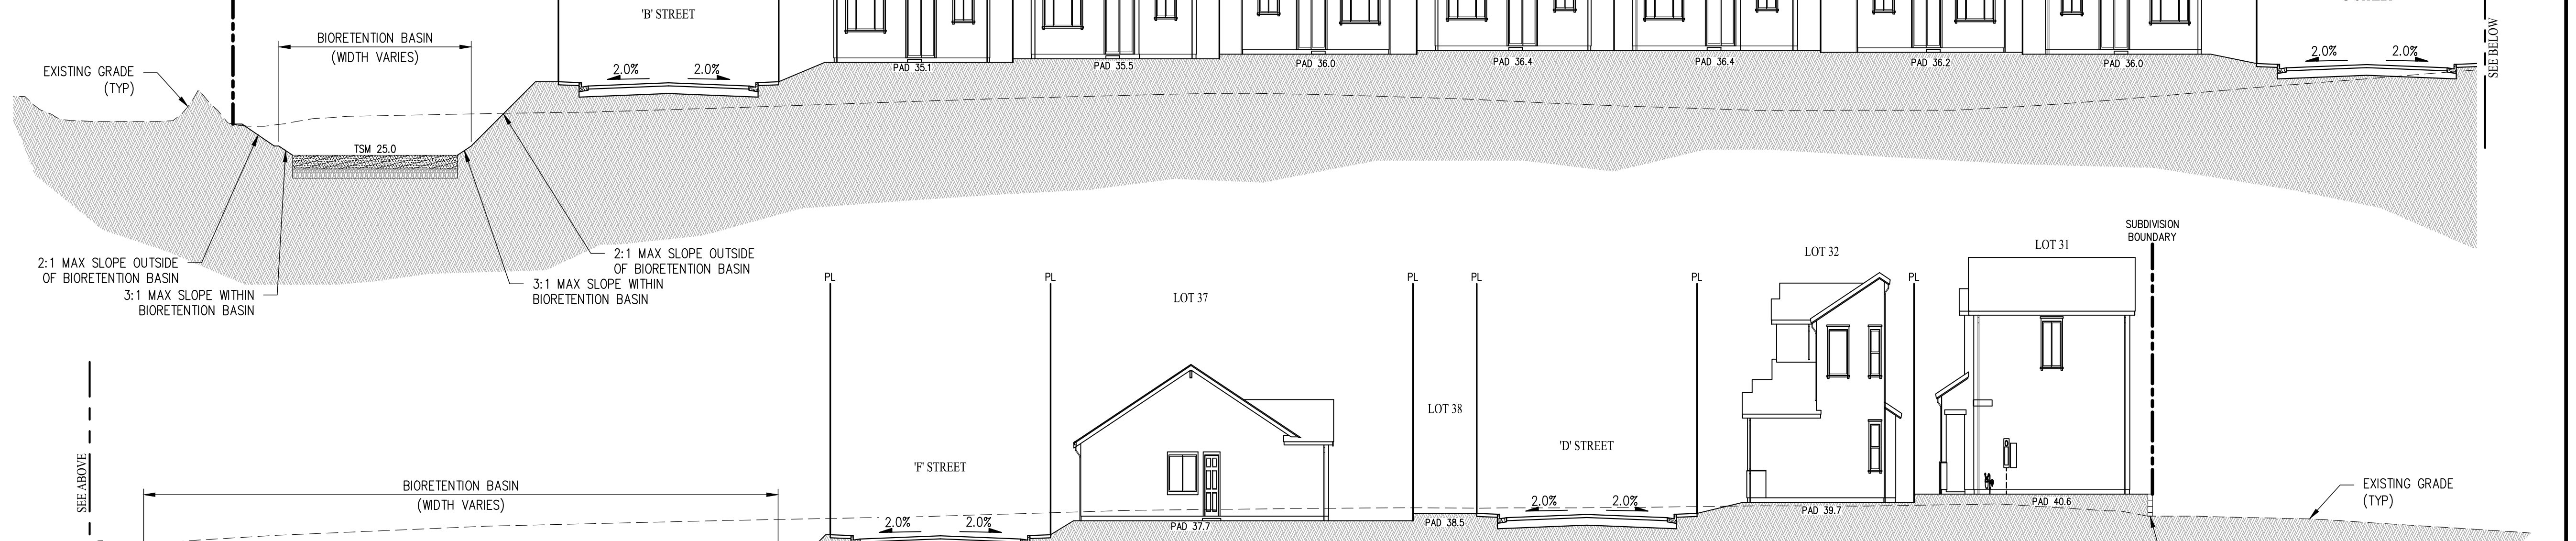 'B' STREET
BIORETENTION BASIN
(WIDTH VARIES)
EXISTING GRADE
(TYP)
2.0%
2.0%
PAD 35.1
PAD 35.5
PAD 36.0
PAD 36.4
PAD 36.4
PAD 36.2
PAD 36.0
2.0%
2.0%
SEE BELOW
TSM 25.0
2:1 MAX SLOPE OUTSIDE
OF BIORETENTION BASIN
3:1 MAX SLOPE WITHIN
BIORETENTION BASIN
2:1 MAX SLOPE OUTSIDE
OF BIORETENTION BASIN
3:1 MAX SLOPE WITHIN
BIORETENTION BASIN
SEE ABOVE
BIORETENTION BASIN
(WIDTH VARIES)
PL
'F' STREET
2.0%
2.0%
PL
LOT 37
PAD 37.7
PL
LOT 38
PAD 38.5
PL
'D' STREET
2.0%
2.0%
PL
LOT 32
PAD 39.7
PL
LOT 31
PAD 40.6
SUBDIVISION
BOUNDARY
EXISTING GRADE
(TYP)